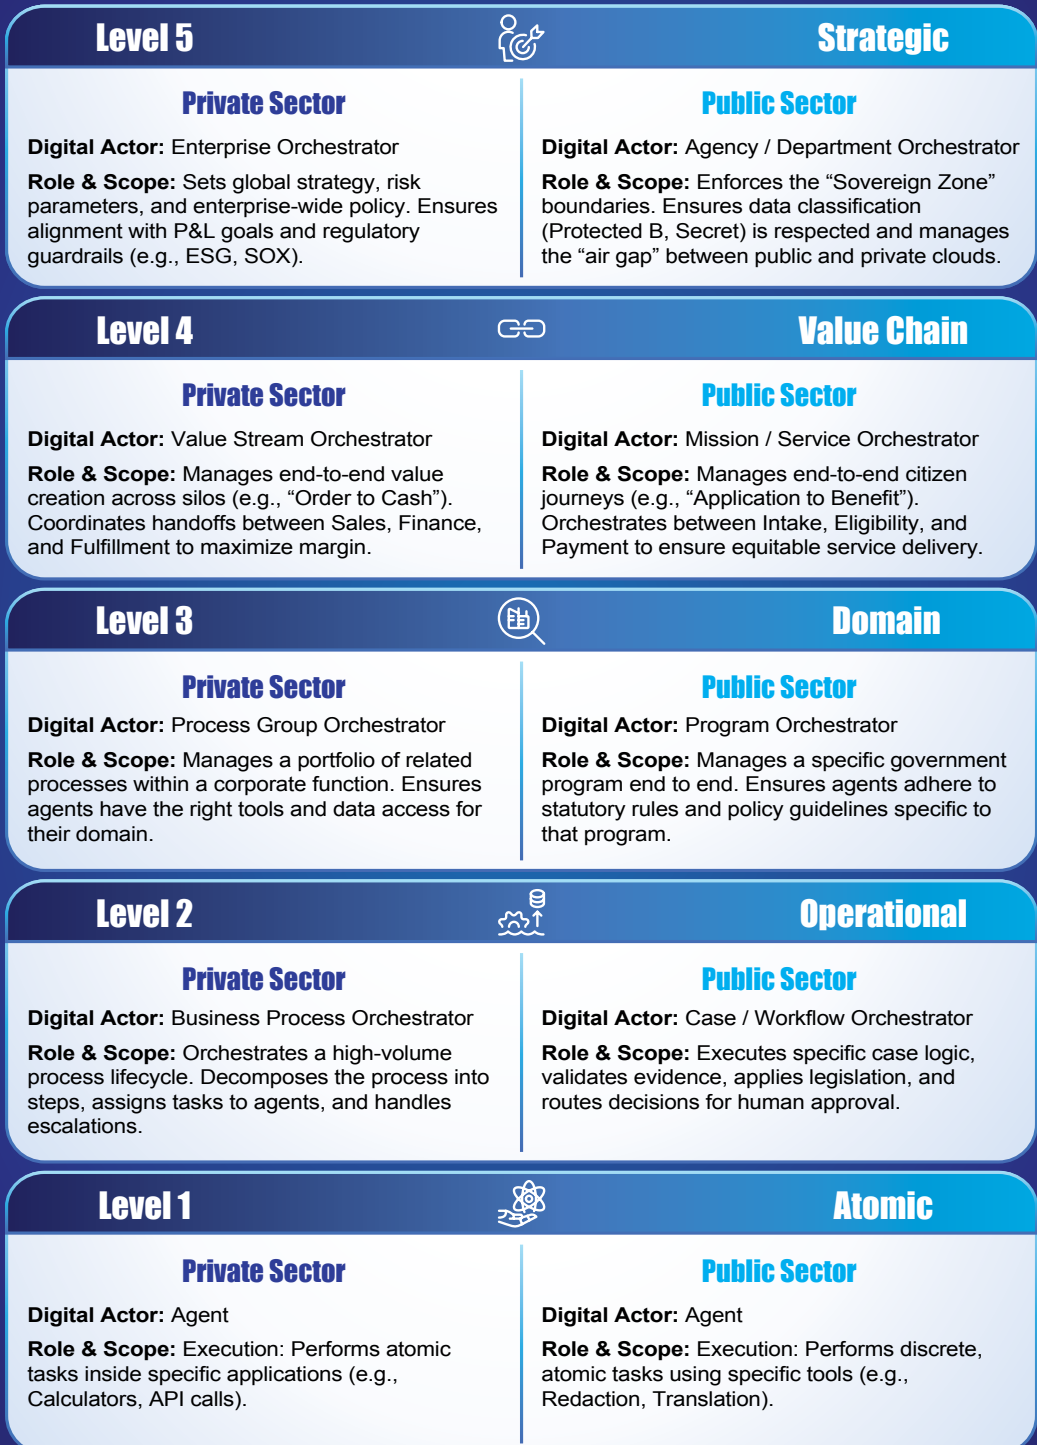 Level 5
Strategic
Private Sector
Digital Actor: Enterprise Orchestrator
Role & Scope: Sets global strategy, risk
parameters, and enterprise-wide policy. Ensures
alignment with P&L goals and regulatory
guardrails (e.g., ESG, SOX).
Public Sector
Digital Actor: Agency / Department Orchestrator
Role & Scope: Enforces the “Sovereign Zone”
boundaries. Ensures data classification
(Protected B, Secret) is respected and manages
the “air gap” between public and private clouds.
Level 4
Value Chain
Private Sector
Digital Actor: Value Stream Orchestrator
Role & Scope: Manages end-to-end value
creation across silos (e.g., “Order to Cash”).
Coordinates handoffs between Sales, Finance,
and Fulfillment to maximize margin.
Public Sector
Digital Actor: Mission / Service Orchestrator
Role & Scope: Manages end-to-end citizen
journeys (e.g., “Application to Benefit”).
Orchestrates between Intake, Eligibility, and
Payment to ensure equitable service delivery.
Level 3
Domain
Private Sector
Digital Actor: Process Group Orchestrator
Role & Scope: Manages a portfolio of related
processes within a corporate function. Ensures
agents have the right tools and data access for
their domain.
Public Sector
Digital Actor: Program Orchestrator
Role & Scope: Manages a specific government
program end to end. Ensures agents adhere to
statutory rules and policy guidelines specific to
that program.
Level 2
Operational
Private Sector
Digital Actor: Business Process Orchestrator
Role & Scope: Orchestrates a high-volume
process lifecycle. Decomposes the process into
steps, assigns tasks to agents, and handles
escalations.
Public Sector
Digital Actor: Case / Workflow Orchestrator
Role & Scope: Executes specific case logic,
validates evidence, applies legislation, and
routes decisions for human approval.
Level 1
Atomic
Private Sector
Digital Actor: Agent
Role & Scope: Execution: Performs atomic
tasks inside specific applications (e.g.,
Calculators, API calls).
Public Sector
Digital Actor: Agent
Role & Scope: Execution: Performs discrete,
atomic tasks using specific tools (e.g.,
Redaction, Translation).